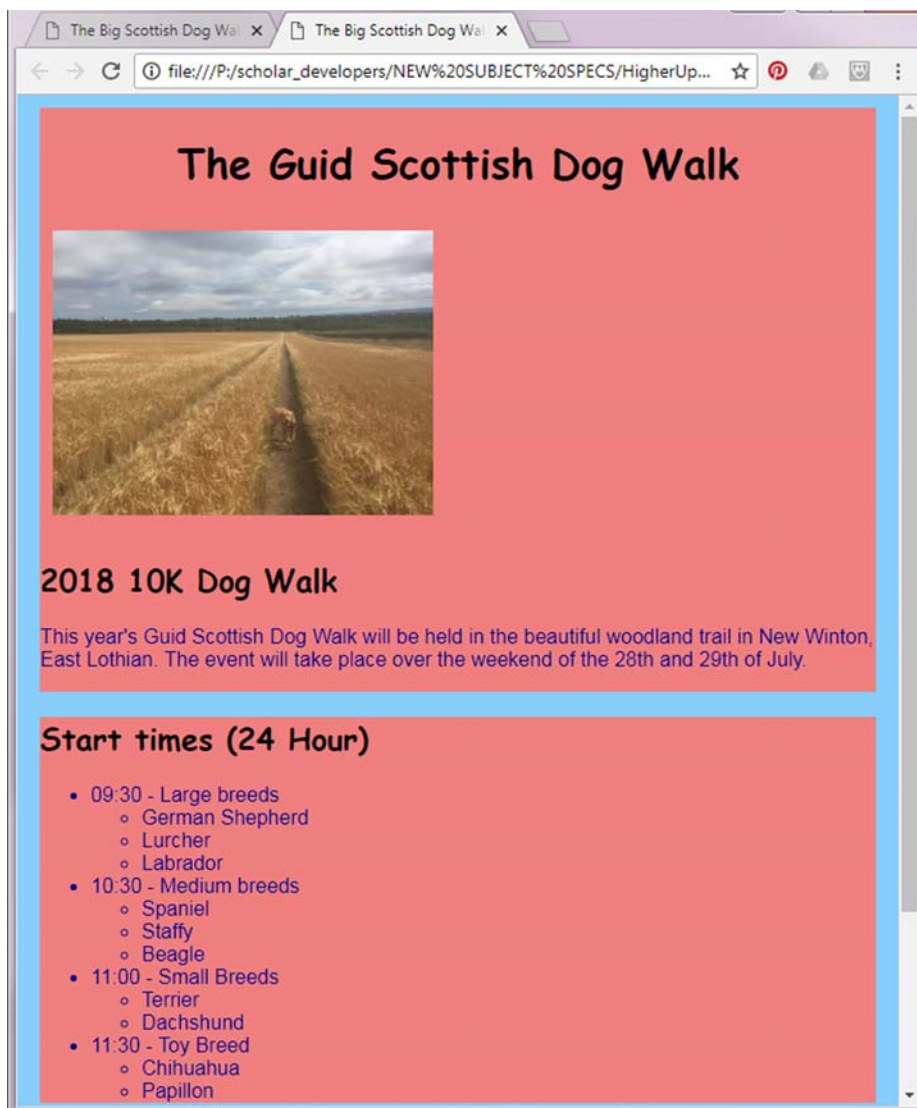 The Big Scottish Dog Wal
The Big Scottish Dog Wal
file:///P:/scholar_developers/NEW%20SUBJECT%20SPECS/HigherUp...
The Guid Scottish Dog Walk
2018 10K Dog Walk
This year's Guid Scottish Dog Walk will be held in the beautiful woodland trail in New Winton,
East Lothian. The event will take place over the weekend of the 28th and 29th of July.
Start times (24 Hour)
• 09:30 - Large breeds
◦ German Shepherd
◦ Lurcher
◦ Labrador
• 10:30 - Medium breeds
◦ Spaniel
◦ Staffy
◦ Beagle
• 11:00 - Small Breeds
◦ Terrier
◦ Dachshund
• 11:30 - Toy Breed
◦ Chihuahua
◦ Papillon